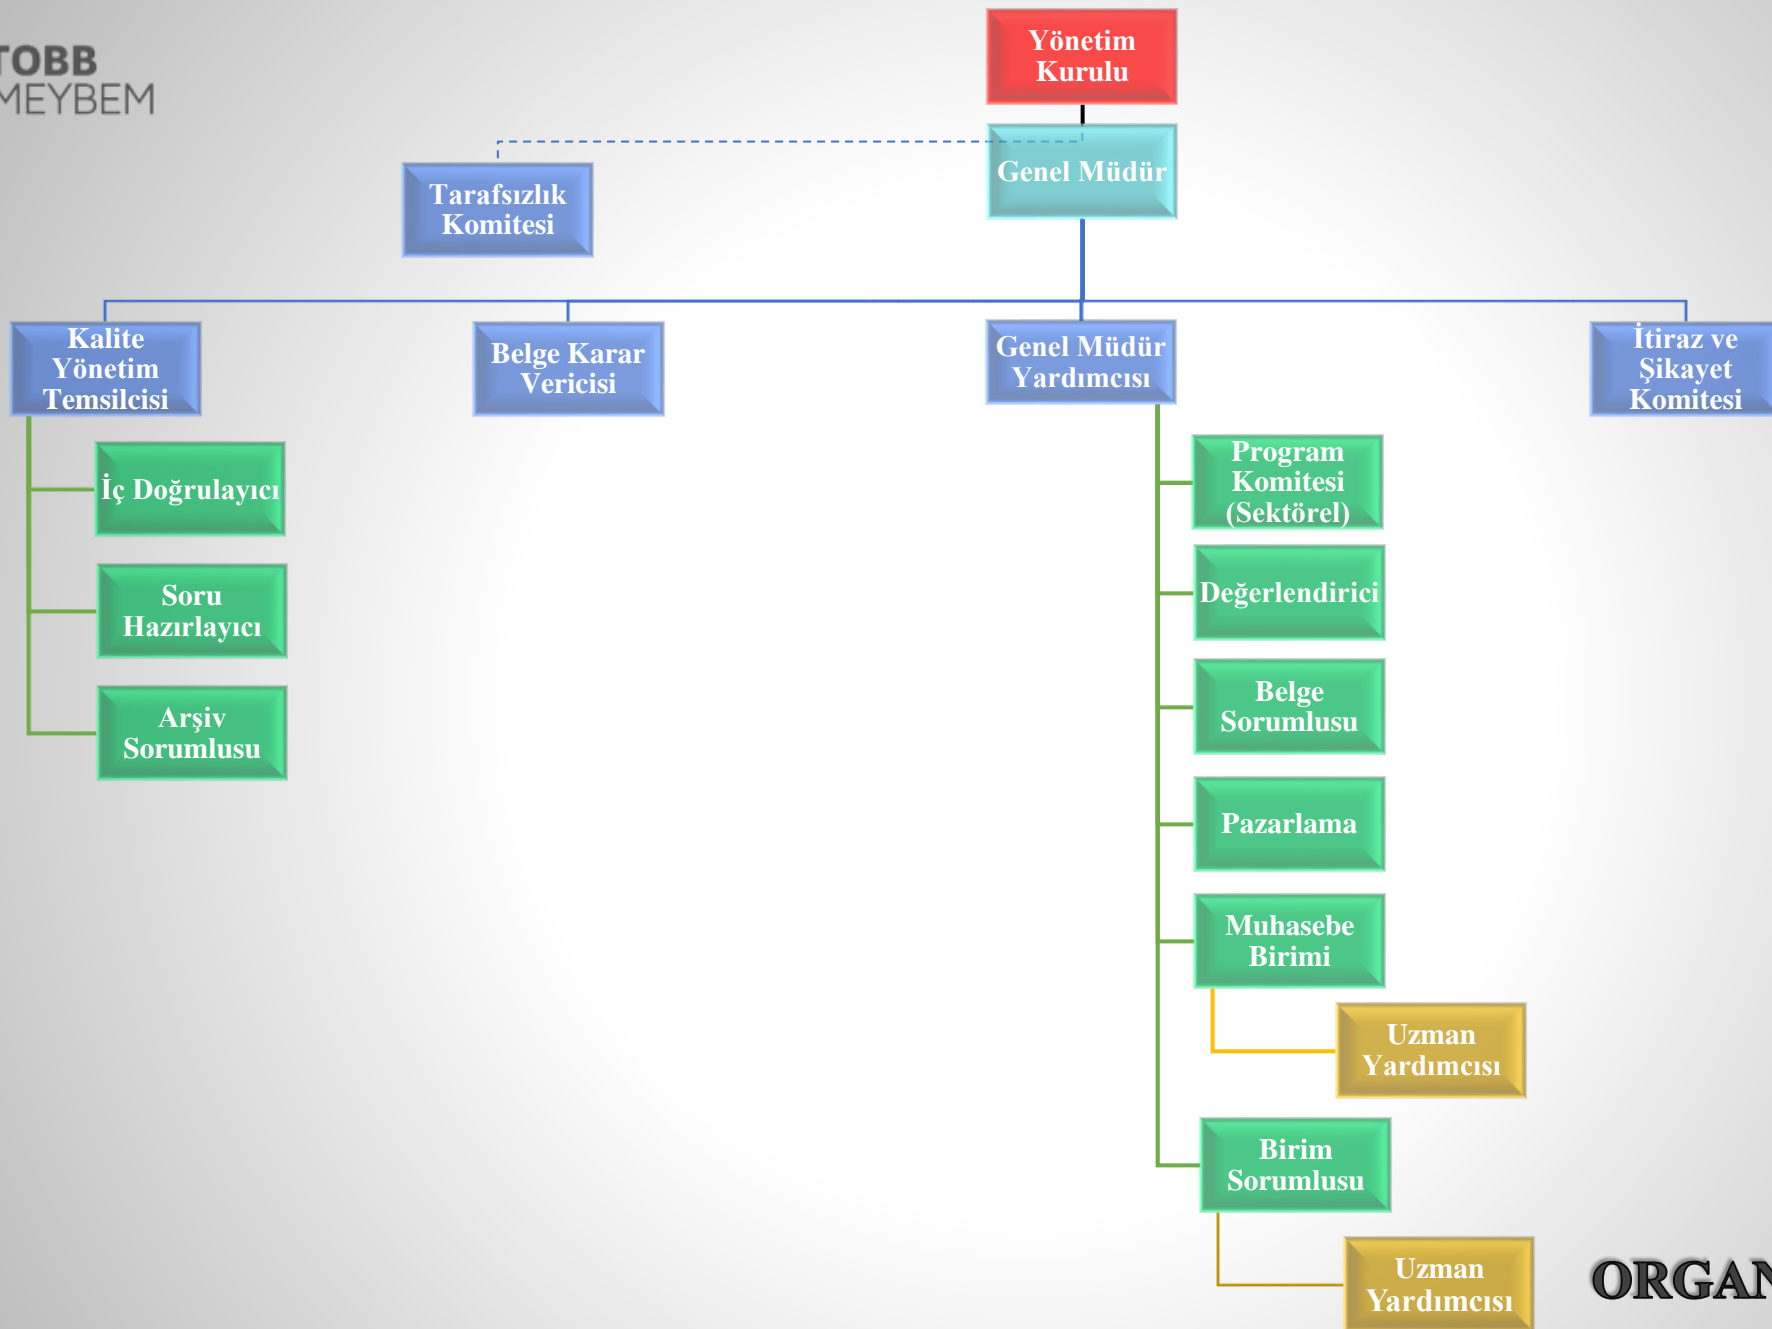 TOBB
MEYBEM
Yönetim
Kurulu
Genel Müdür
Tarafsızlık
Komitesi
Kalite
Yönetim
Temsilcisi
Belge Karar
Vericisi
Genel Müdür
Yardımcısı
İtiraz ve
Şikayet
Komitesi
İç Doğrulayıcı
Soru
Hazırlayıcı
Arşiv
Sorumlusu
Program
Komitesi
(Sektörel)
Değerlendirici
Belge
Sorumlusu
Pazarlama
Muhasebe
Birimi
Uzman
Yardımcısı
Birim
Sorumlusu
Uzman
Yardımcısı
ORGAN